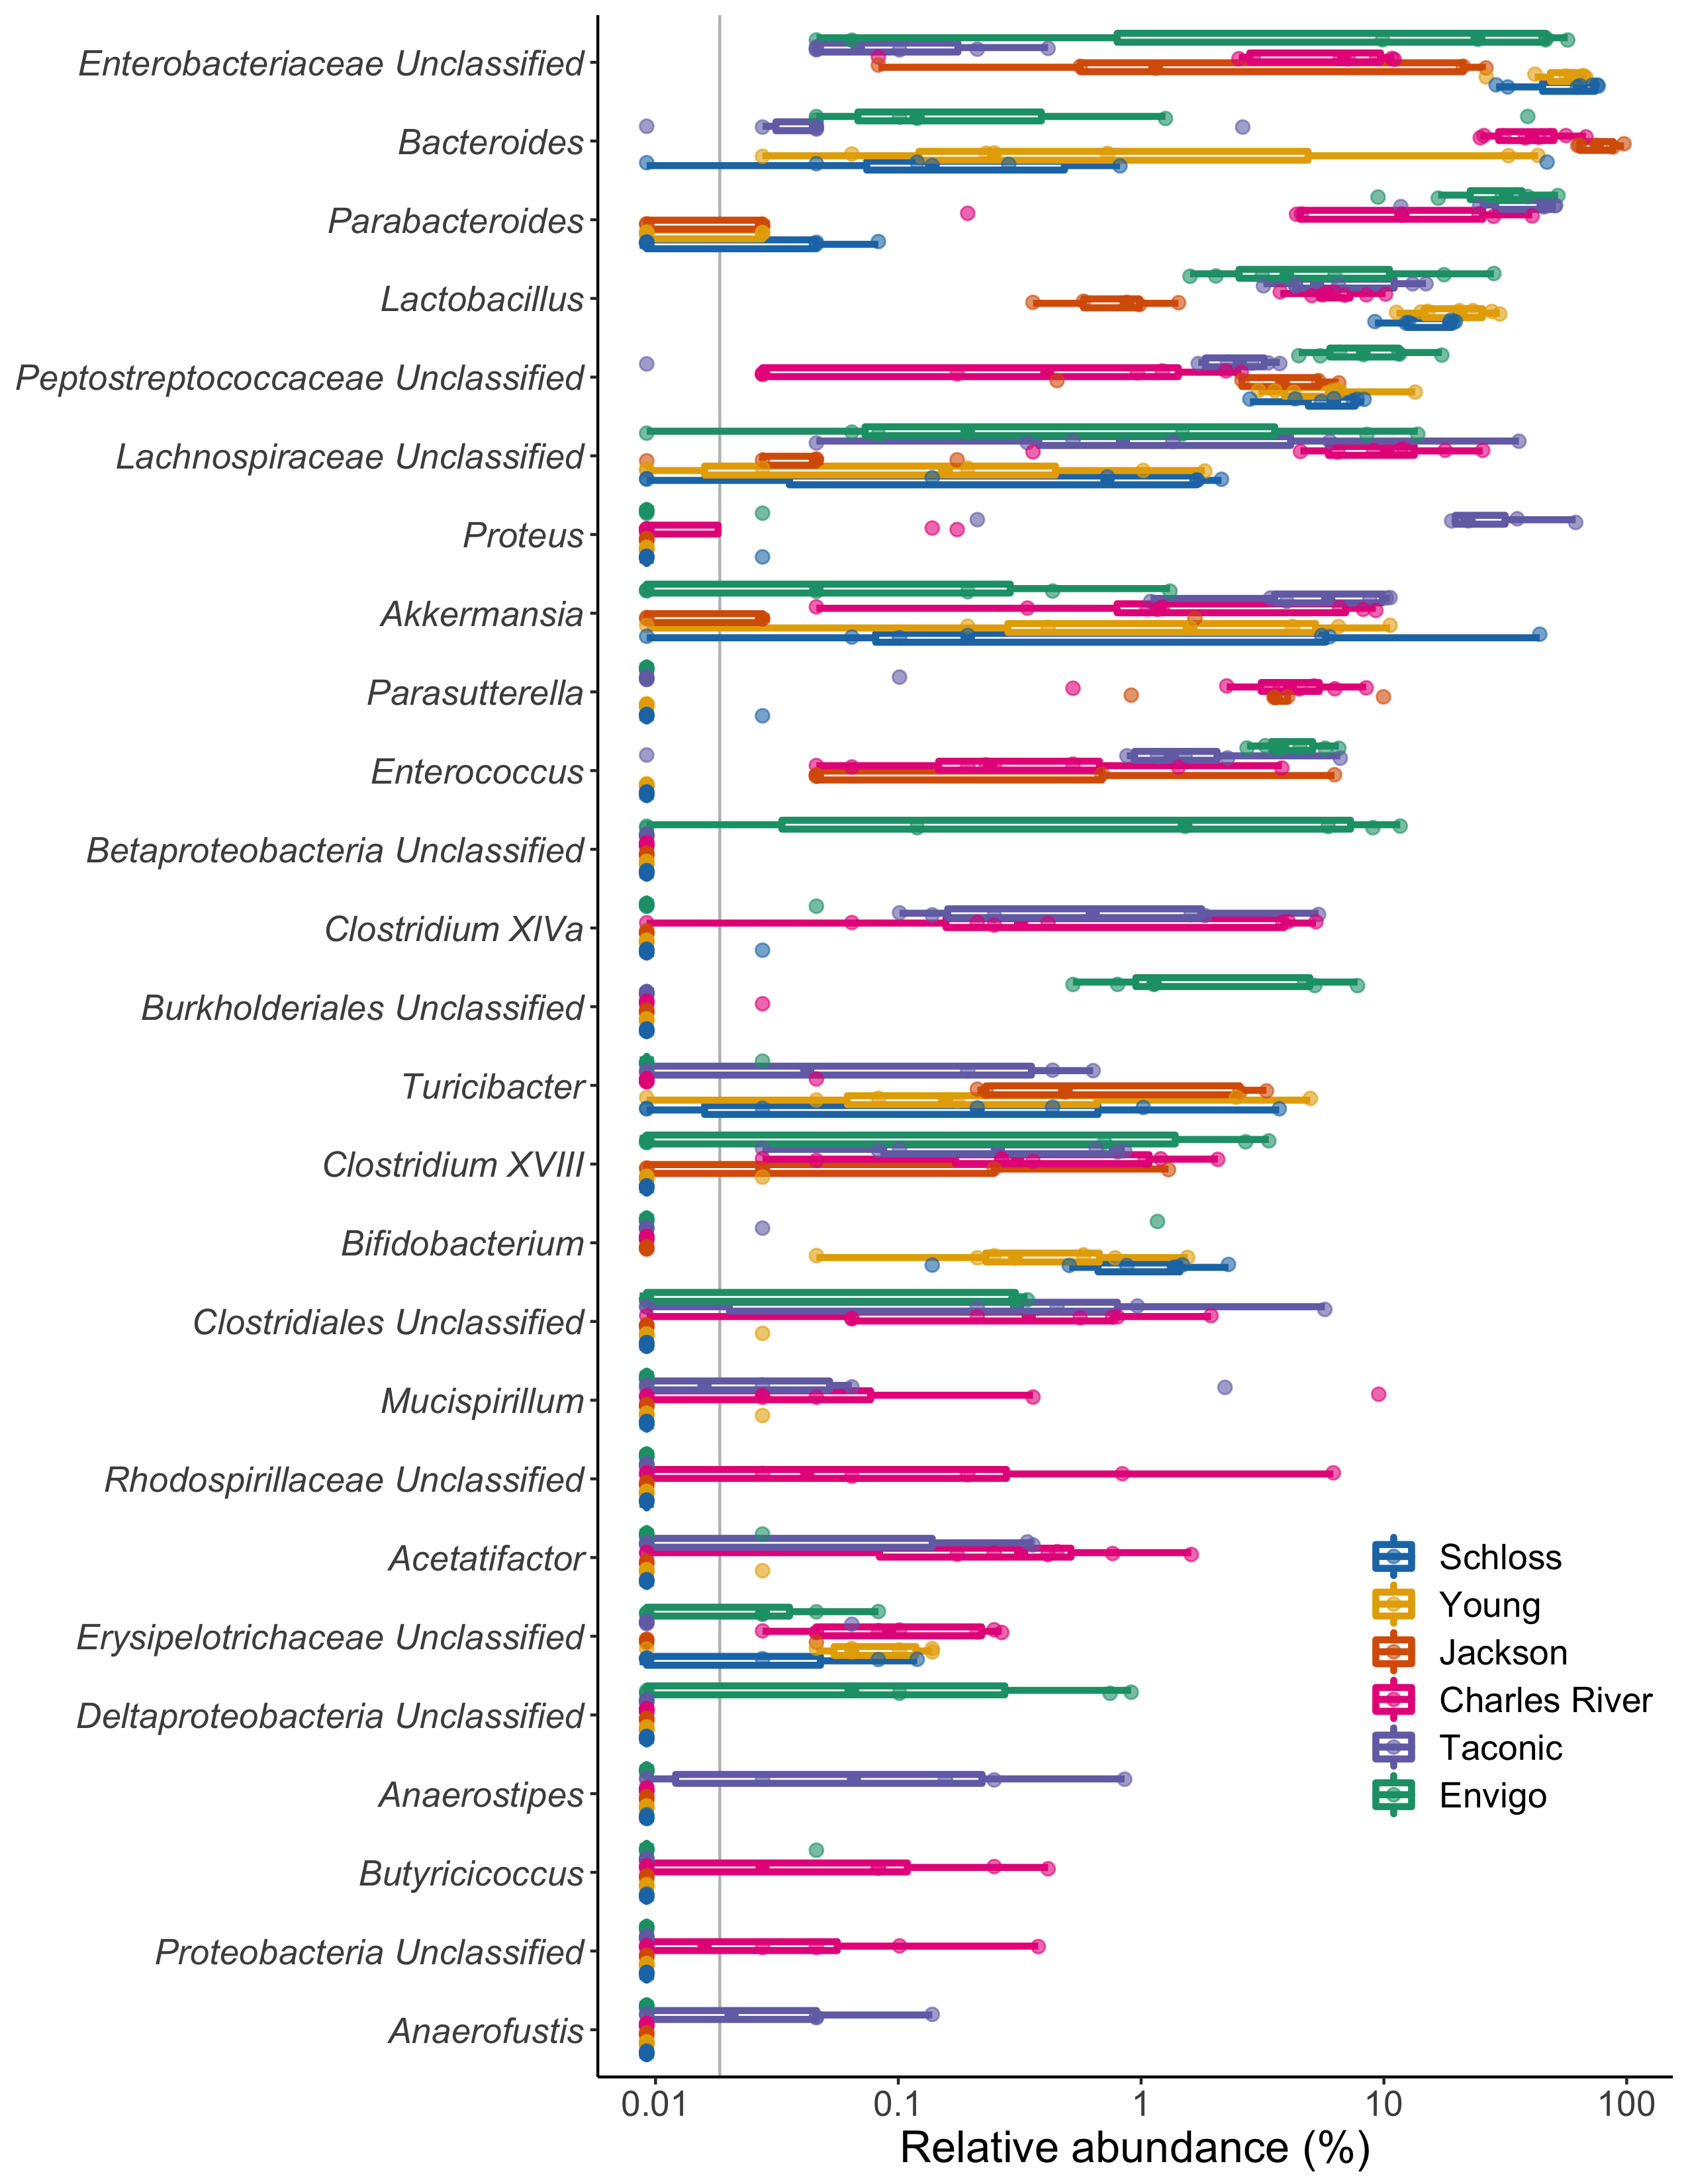 Enterobacteriaceae Unclassified
Bacteroides
Parabacteroides
Lactobacillus
Peptostreptococcaceae Unclassified
Lachnospiraceae Unclassified
Proteus
Akkermansia
Parasutterella
Enterococcus
Betaproteobacteria Unclassified
Clostridium XlVa
Burkholderiales Unclassified
Turicibacter
Clostridium XVIII
Bifidobacterium
Clostridiales Unclassified
Mucispirillum
Rhodospirillaceae Unclassified
Acetatifactor
Erysipelotrichaceae Unclassified
Deltaproteobacteria Unclassified
Anaerostipes
Butyricicoccus
Proteobacteria Unclassified
Anaerofustis
Schloss
Young
Jackson
Charles River
Taconic
Envigo
0.01 0.1 1 10 100
Relative abundance (%)